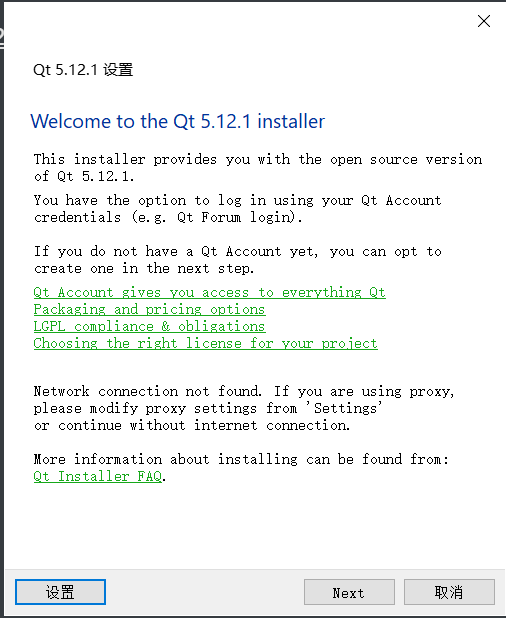 Qt 5.12.1 设置
Welcome to the Qt 5.12.1 installer
This installer provides you with the open source version
of Qt 5.12.1.
You have the option to log in using your Qt Account
credentials (e.g. Qt Forum login).
If you do not have a Qt Account yet, you can opt to
create one in the next step.
Qt Account gives you access to everything Qt
Packaging and pricing options
LGPL compliance & obligations
Choosing the right license for your project
Network connection not found. If you are using proxy,
please modify proxy settings from 'Settings'
or continue without internet connection.
More information about installing can be found from:
Qt Installer FAQ.
设置
Next
取消